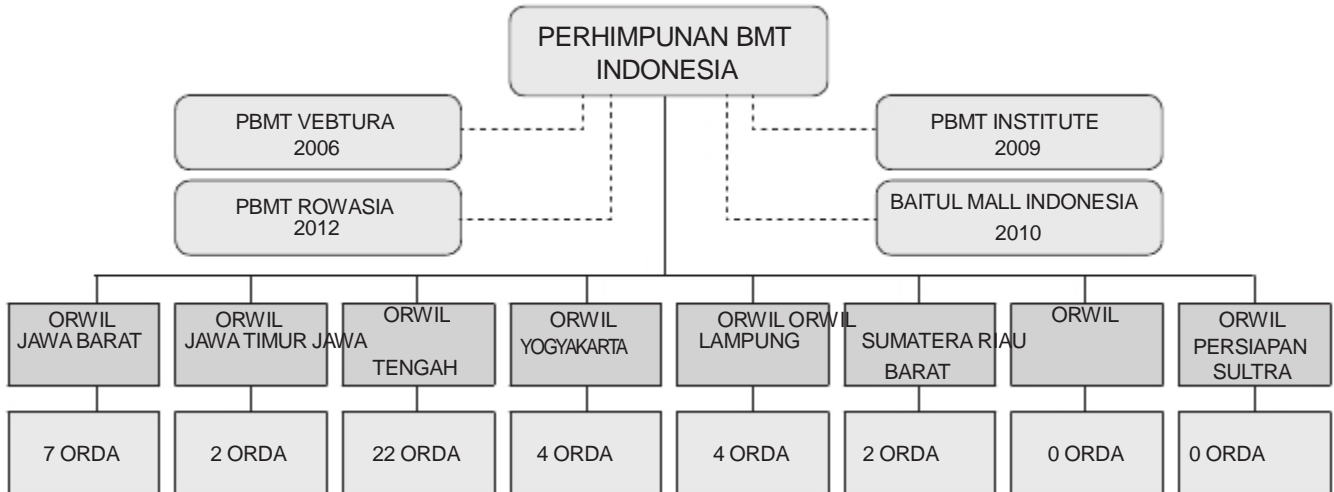 PERHIMPUNAN BMT
INDONESIA
PBMT VEBTURA
2006
PBMT INSTITUTE
2009
PBMT ROWASIA
2012
BAITUL MALL INDONESIA
2010
ORWIL
JAWA BARAT
ORWIL
JAWA TIMUR JAWA
ORWIL
TENGAH
ORWIL
YOGYAKARTA
ORWIL ORWIL
LAMPUNG
SUMATERA RIAU
BARAT
ORWIL
ORWIL
PERSIAPAN
SULTRA
7 ORDA
2 ORDA
22 ORDA
4 ORDA
4 ORDA
2 ORDA
0 ORDA
0 ORDA